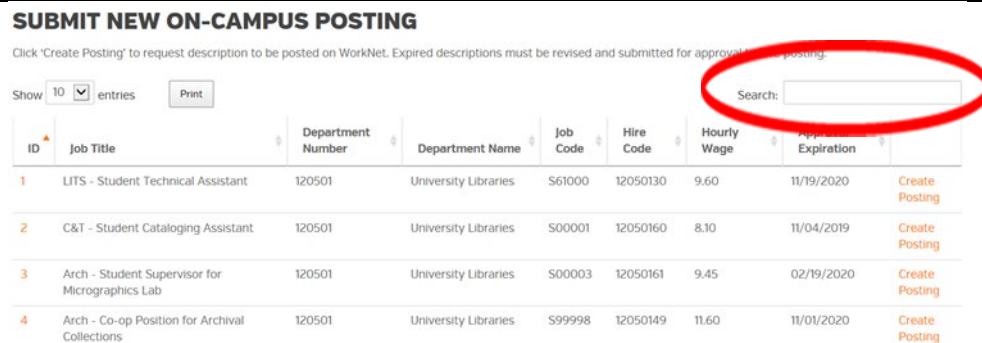 SUBMIT NEW ON-CAMPUS POSTING
Click 'Create Posting' to request description to be posted on WorkNet. Expired descriptions must be revised and submitted for approval posting.
Show 10 entries Print Search:
ID Job Title Department Number Department Name Job Code Hire Code Hourly Wage Expiration
1 LITS - Student Technical Assistant 120501 University Libraries S61000 12050130 9.60 11/19/2020 Create Posting
2 C&T - Student Cataloging Assistant 120501 University Libraries S00001 12050160 8.10 11/04/2019 Create Posting
3 Arch - Student Supervisor for Micrographics Lab 120501 University Libraries S00003 12050161 9.45 02/19/2020 Create Posting
4 Arch - Co-op Position for Archival Collections 120501 University Libraries S99998 12050149 11.60 11/01/2020 Create Posting